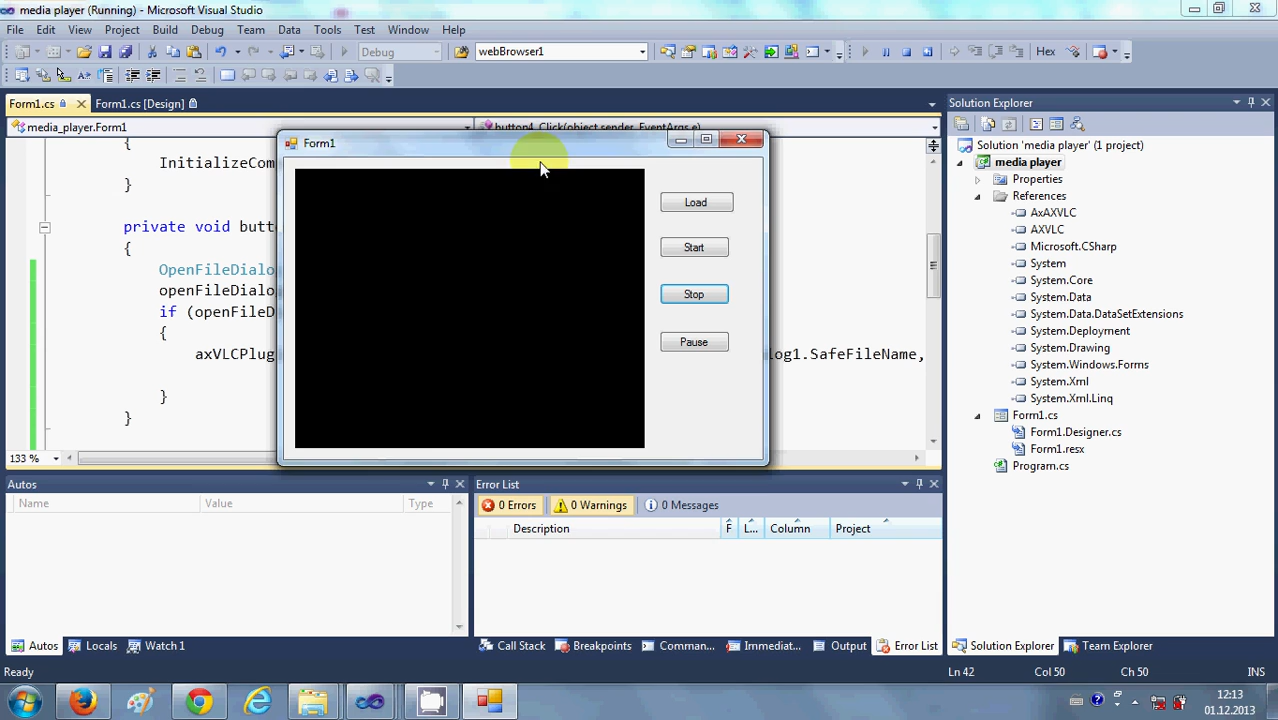 media player (Running) - Microsoft Visual Studio
File Edit View Project Build Debug Team Data Tools Test Window Help
Debug webBrowser1 Hex
Form1.cs Form1.cs [Design]
media_player.Form1 button4_Click(object sender, EventArgs e)
{
InitializeCom
}
private void butt
{
OpenFileDialo
openFileDialo
if (openFileD
{
axVLCPlug log1.SafeFileName,
}
}
133 %
Form1
Load
Start
Stop
Pause
Solution Explorer
Solution 'media player' (1 project)
media player
Properties
References
AxAXVLC
AXVLC
Microsoft.CSharp
System
System.Core
System.Data
System.Data.DataSetExtensions
System.Deployment
System.Drawing
System.Windows.Forms
System.Xml
System.Xml.Linq
Form1.cs
Form1.Designer.cs
Form1.resx
Program.cs
Autos
Name Value Type
Error List
0 Errors 0 Warnings 0 Messages
Description F L... Column Project
Autos Locals Watch 1
Call Stack Breakpoints Comman... Immediat... Output Error List
Solution Explorer Team Explorer
Ready Ln 42 Col 50 Ch 50 INS
12:13
01.12.2013